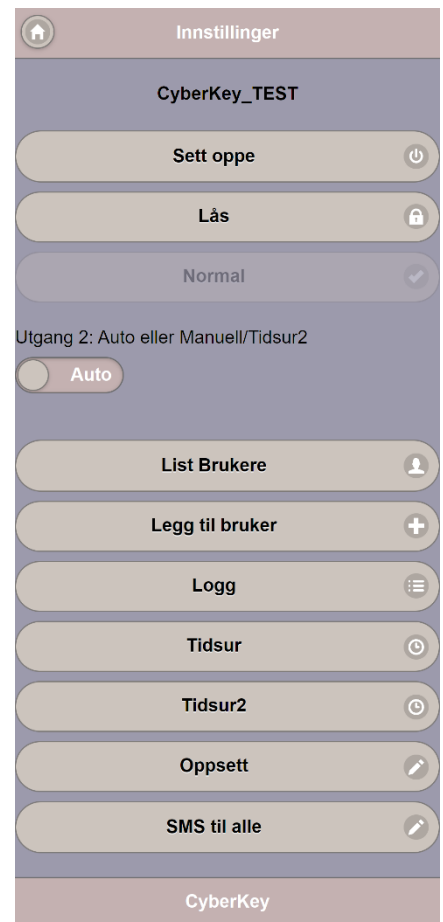 Innstillinger
CyberKey_TEST
Sett oppe
Lås
Normal
Utgang 2: Auto eller Manuell/Tidsur2
Auto
List Brukere
Legg til bruker
Logg
Tidsur
Tidsur2
Oppsett
SMS til alle
CyberKey